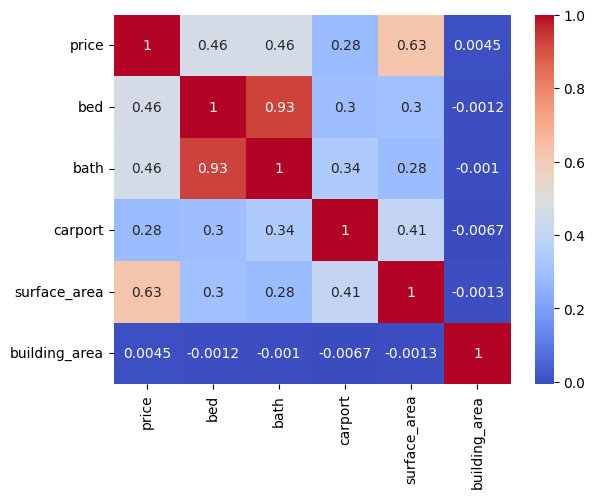 price 1 0.46 0.46 0.28 0.63 0.0045
bed 0.46 1 0.93 0.3 0.3 -0.0012
bath 0.46 0.93 1 0.34 0.28 -0.001
carport 0.28 0.3 0.34 1 0.41 -0.0067
surface_area 0.63 0.3 0.28 0.41 1 -0.0013
building_area 0.0045 -0.0012 -0.001 -0.0067 -0.0013 1
price
bed
bath
carport
surface_area
building_area
1.0
0.8
0.6
0.4
0.2
0.0